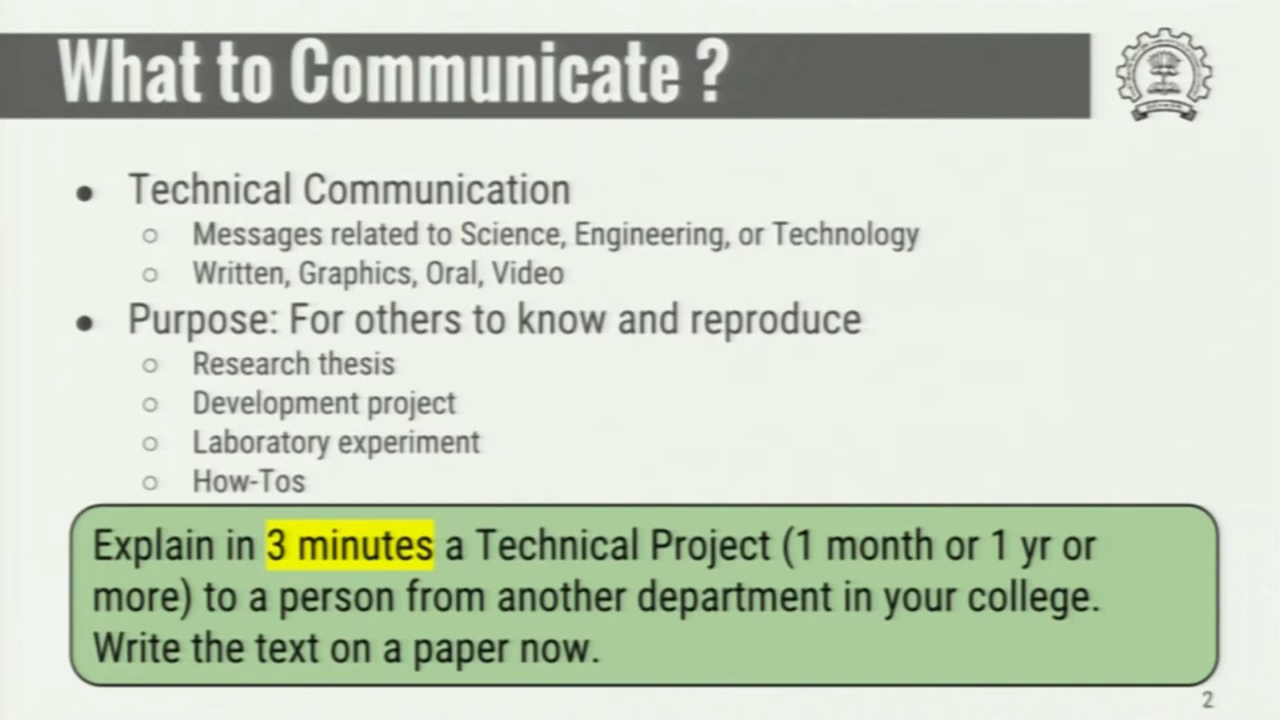 What to Communicate ?
● Technical Communication
○ Messages related to Science, Engineering, or Technology
○ Written, Graphics, Oral, Video
● Purpose: For others to know and reproduce
○ Research thesis
○ Development project
○ Laboratory experiment
○ How-Tos
Explain in 3 minutes a Technical Project (1 month or 1 yr or
more) to a person from another department in your college.
Write the text on a paper now.
2